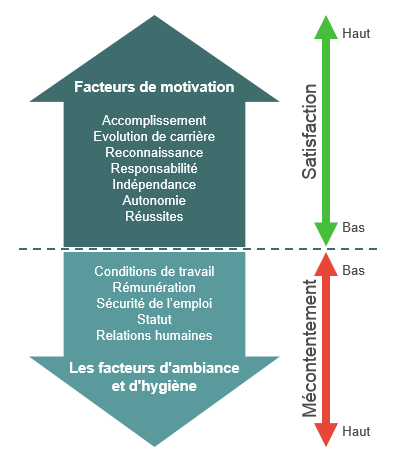 Facteurs de motivation
Accomplissement
Evolution de carrière
Reconnaissance
Responsabilité
Indépendance
Autonomie
Réussites
Conditions de travail
Rémunération
Sécurité de l'emploi
Statut
Relations humaines
Les facteurs d'ambiance
et d'hygiène
Haut
Satisfaction
Bas
Bas
Mécontentement
Haut